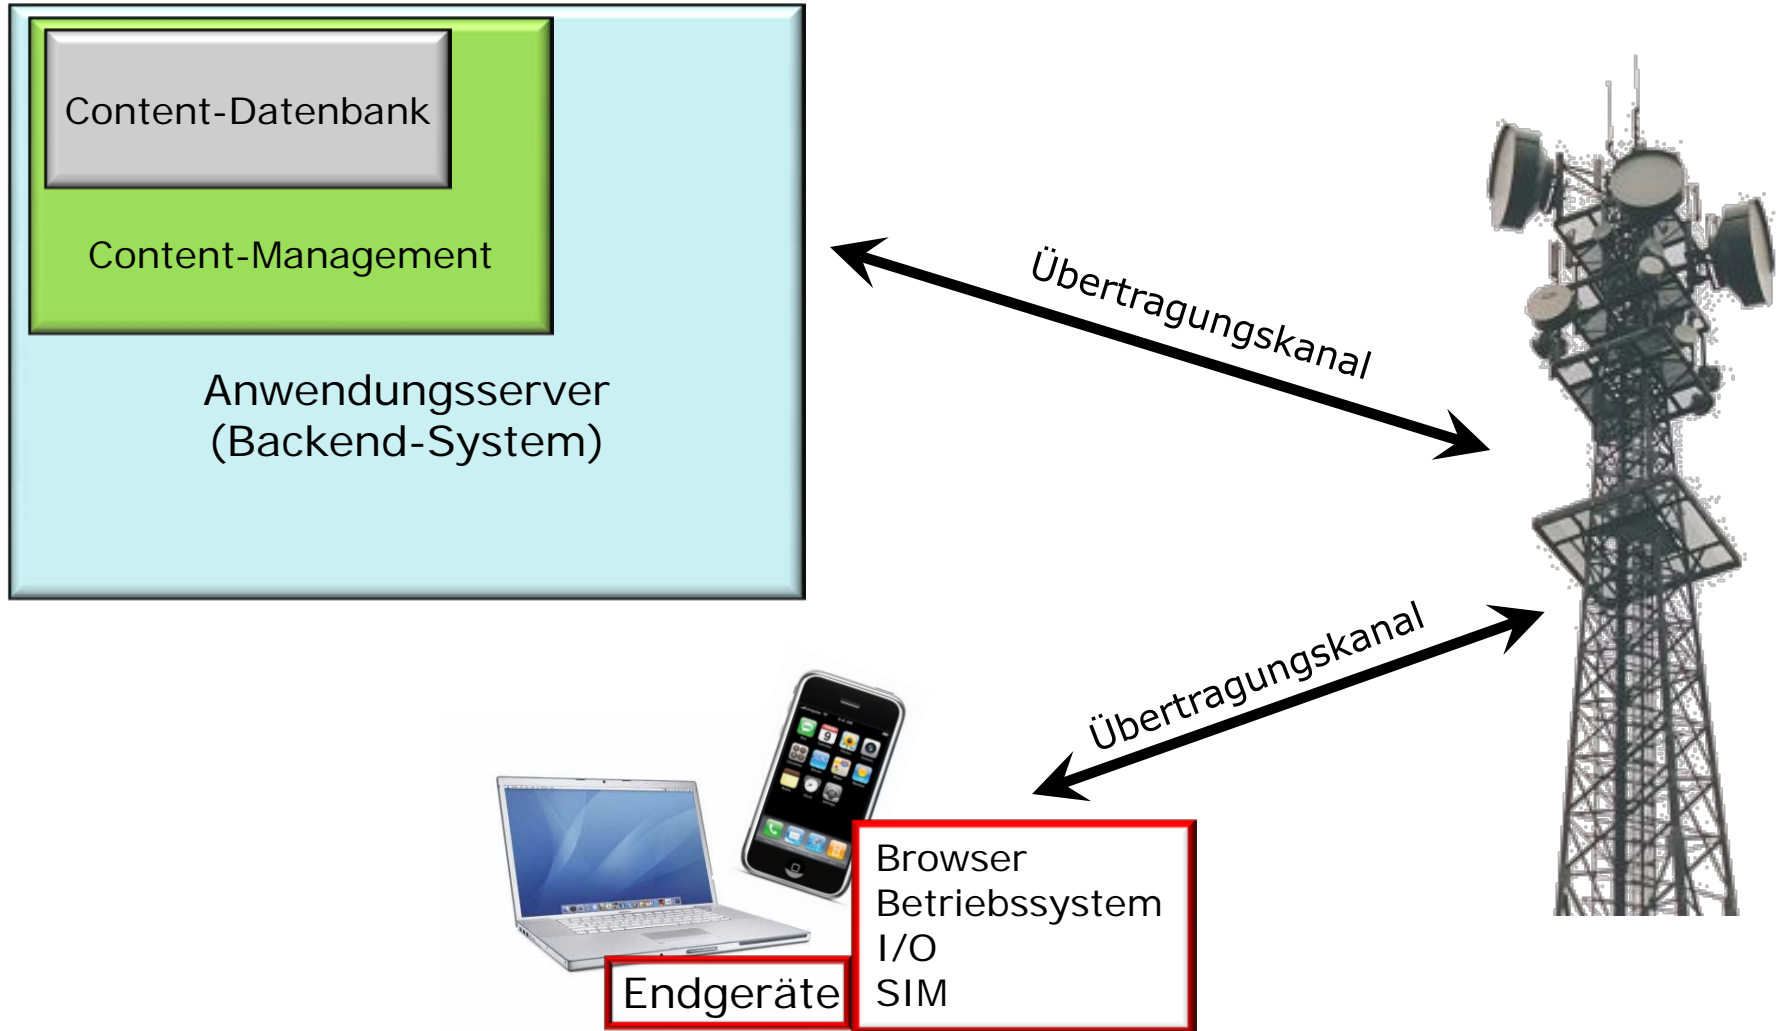 Content-Datenbank
Content-Management
Anwendungsserver
(Backend-System)
Übertragungskanal
Übertragungskanal
Browser
Betriebssystem
I/O
SIM
Endgeräte